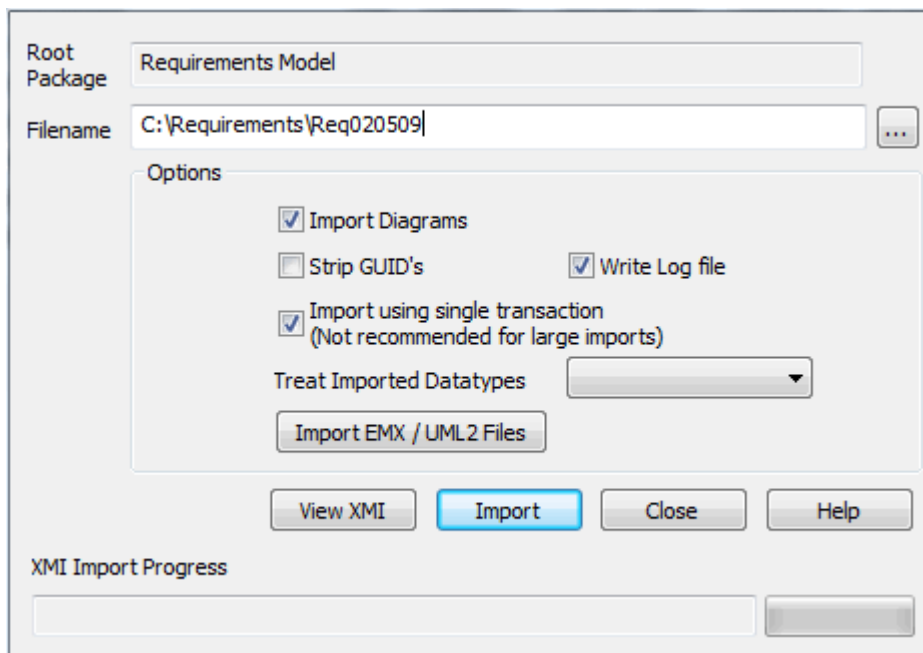 Root
Package
Requirements Model
Filename
C:\Requirements\Req020509
...
Options
Import Diagrams
Strip GUID's
Write Log file
Import using single transaction
(Not recommended for large imports)
Treat Imported Datatypes
Import EMX / UML2 Files
View XMI
Import
Close
Help
XMI Import Progress